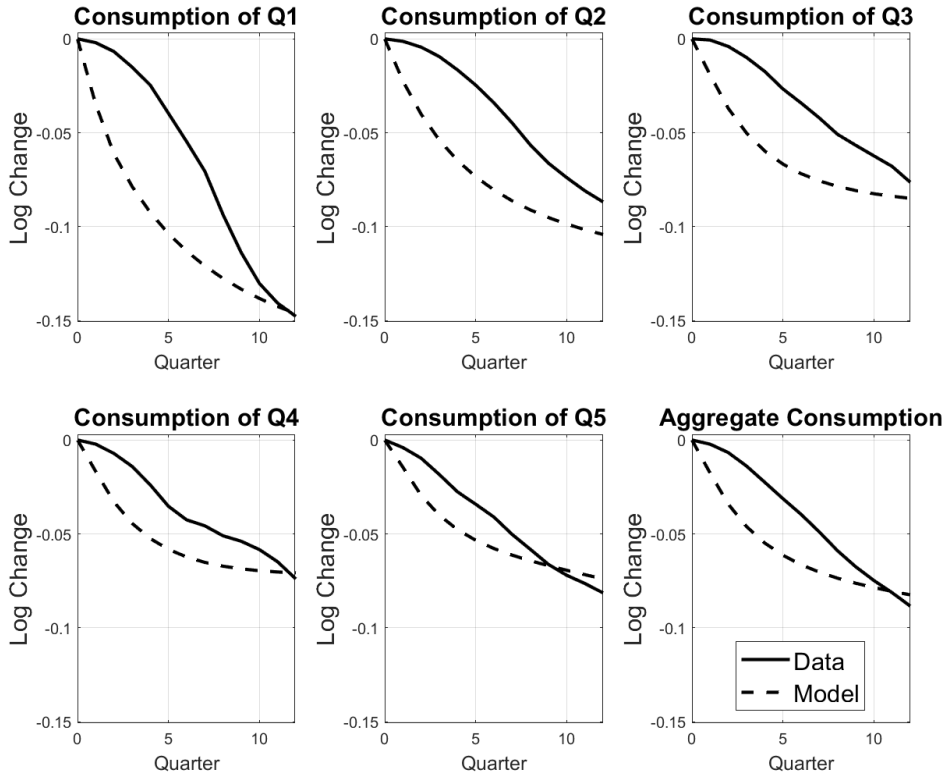 Consumption of Q1
0
-0.05
-0.1
-0.15
Log Change
0 5 10
Quarter
Consumption of Q2
0
-0.05
-0.1
-0.15
Log Change
0 5 10
Quarter
Consumption of Q3
0
-0.05
-0.1
-0.15
Log Change
0 5 10
Quarter
Consumption of Q4
0
-0.05
-0.1
-0.15
Log Change
0 5 10
Quarter
Consumption of Q5
0
-0.05
-0.1
-0.15
Log Change
0 5 10
Quarter
Aggregate Consumption
0
-0.05
-0.1
-0.15
Log Change
Data
Model
0 5 10
Quarter